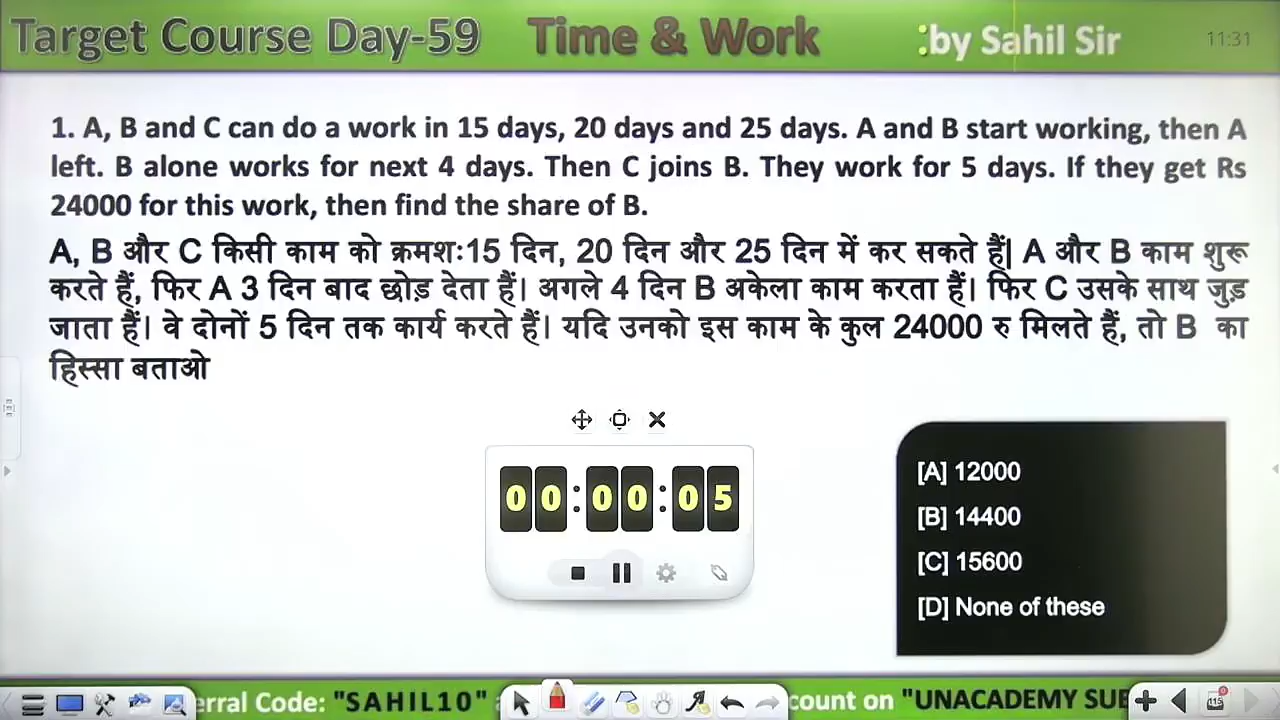 Target Course Day-59 Time & Work :by Sahil Sir 11:31
1. A, B and C can do a work in 15 days, 20 days and 25 days. A and B start working, then A
left. B alone works for next 4 days. Then C joins B. They work for 5 days. If they get Rs
24000 for this work, then find the share of B.
A, B और C किसी काम को क्रमशः15 दिन, 20 दिन और 25 दिन में कर सकते हैं| A और B काम शुरू
करते हैं, फिर A 3 दिन बाद छोड़ देता हैं। अगले 4 दिन B अकेला काम करता हैं। फिर C उसके साथ जुड़
जाता हैं। वे दोनों 5 दिन तक कार्य करते हैं। यदि उनको इस काम के कुल 24000 रु मिलते हैं, तो B का
हिस्सा बताओ
00:00:05
[A] 12000
[B] 14400
[C] 15600
[D] None of these
erral Code: "SAHIL10" count on "UNACADEMY SUB